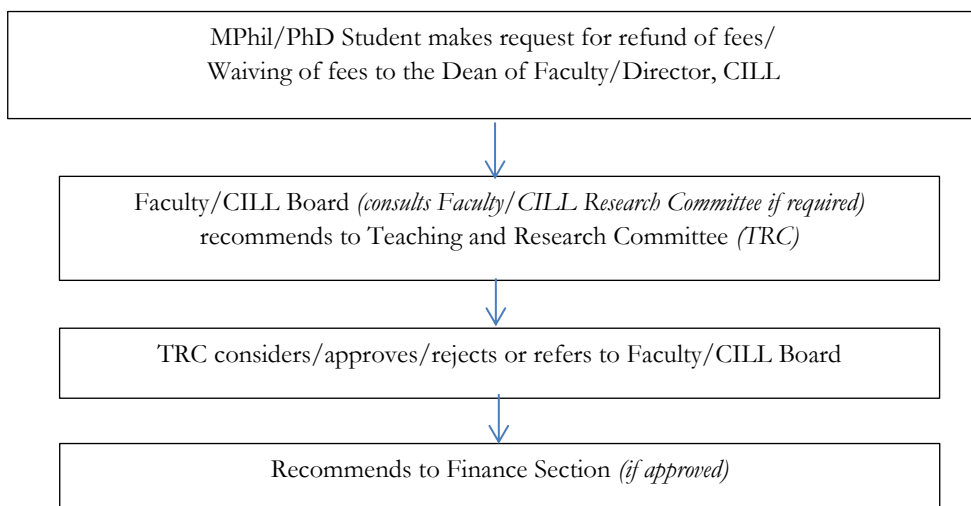 MPhil/PhD Student makes request for refund of fees/
Waiving of fees to the Dean of Faculty/Director, CILL
Faculty/CILL Board (consults Faculty/CILL Research Committee if required)
recommends to Teaching and Research Committee (TRC)
TRC considers/approves/rejects or refers to Faculty/CILL Board
Recommends to Finance Section (if approved)